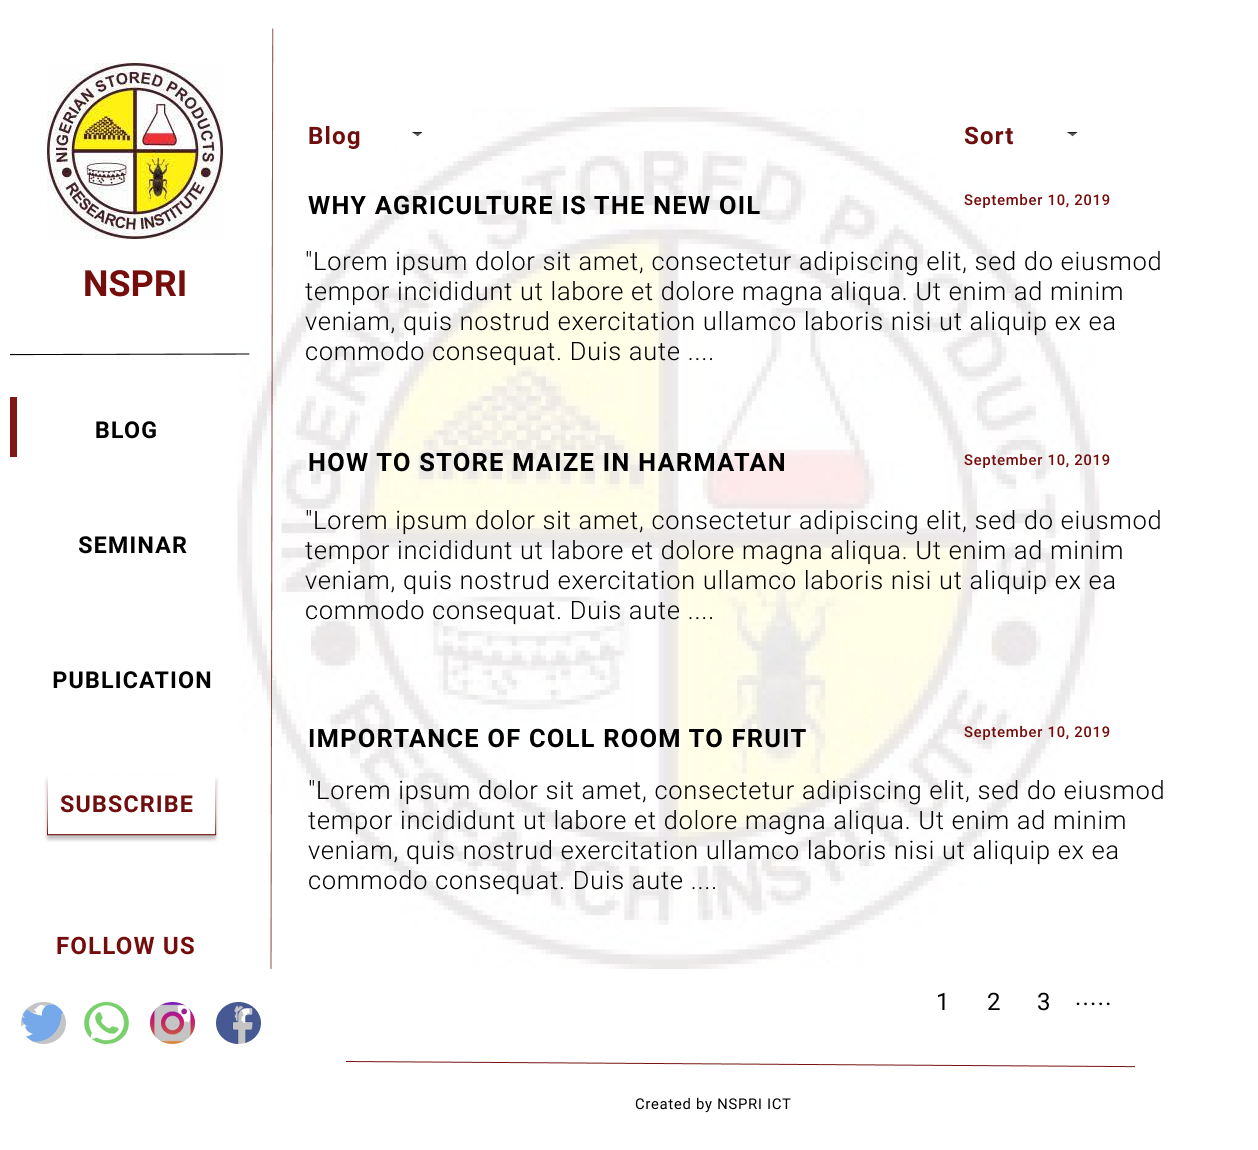 NIGERIAN STORED PRODUCTS
RESEARCH INSTITUTE
NSPRI
BLOG
SEMINAR
PUBLICATION
SUBSCRIBE
FOLLOW US
Blog
Sort
WHY AGRICULTURE IS THE NEW OIL
September 10, 2019
"Lorem ipsum dolor sit amet, consectetur adipiscing elit, sed do eiusmod
tempor incididunt ut labore et dolore magna aliqua. Ut enim ad minim
veniam, quis nostrud exercitation ullamco laboris nisi ut aliquip ex ea
commodo consequat. Duis aute ....
HOW TO STORE MAIZE IN HARMATAN
September 10, 2019
"Lorem ipsum dolor sit amet, consectetur adipiscing elit, sed do eiusmod
tempor incididunt ut labore et dolore magna aliqua. Ut enim ad minim
veniam, quis nostrud exercitation ullamco laboris nisi ut aliquip ex ea
commodo consequat. Duis aute ....
IMPORTANCE OF COLL ROOM TO FRUIT
September 10, 2019
"Lorem ipsum dolor sit amet, consectetur adipiscing elit, sed do eiusmod
tempor incididunt ut labore et dolore magna aliqua. Ut enim ad minim
veniam, quis nostrud exercitation ullamco laboris nisi ut aliquip ex ea
commodo consequat. Duis aute ....
NIGERIAN STORED PRODUCTS
RESEARCH INSTITUTE
1 2 3 .....
Created by NSPRI ICT